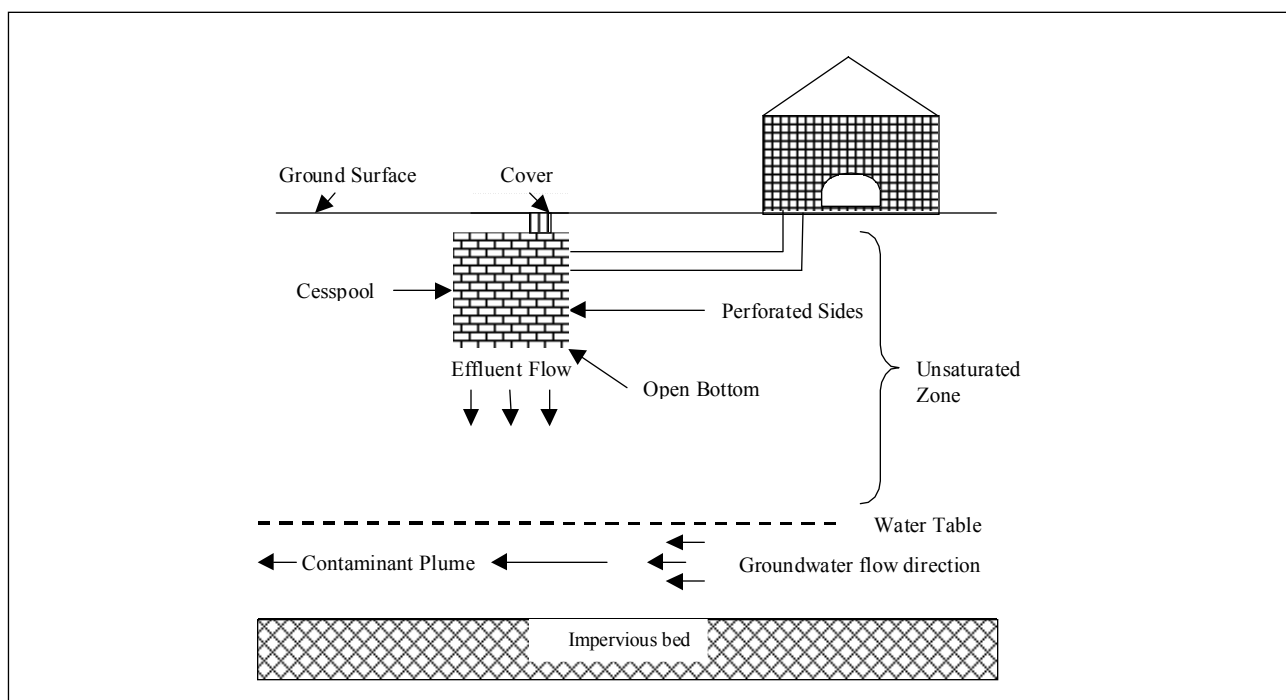 Ground Surface
Cover
Cesspool
Perforated Sides
Effluent Flow
Open Bottom
Unsaturated
Zone
Water Table
Contaminant Plume
Groundwater flow direction
Impervious bed